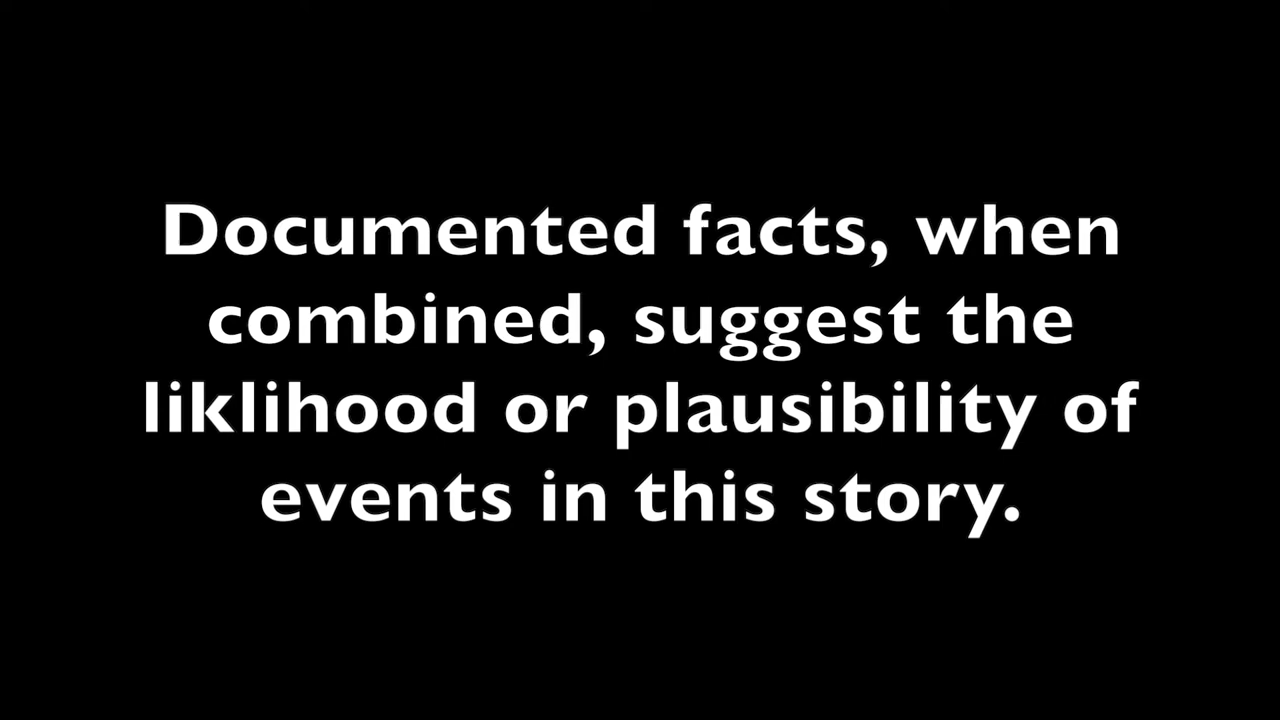 Documented facts, when
combined, suggest the
liklihood or plausibility of
events in this story.